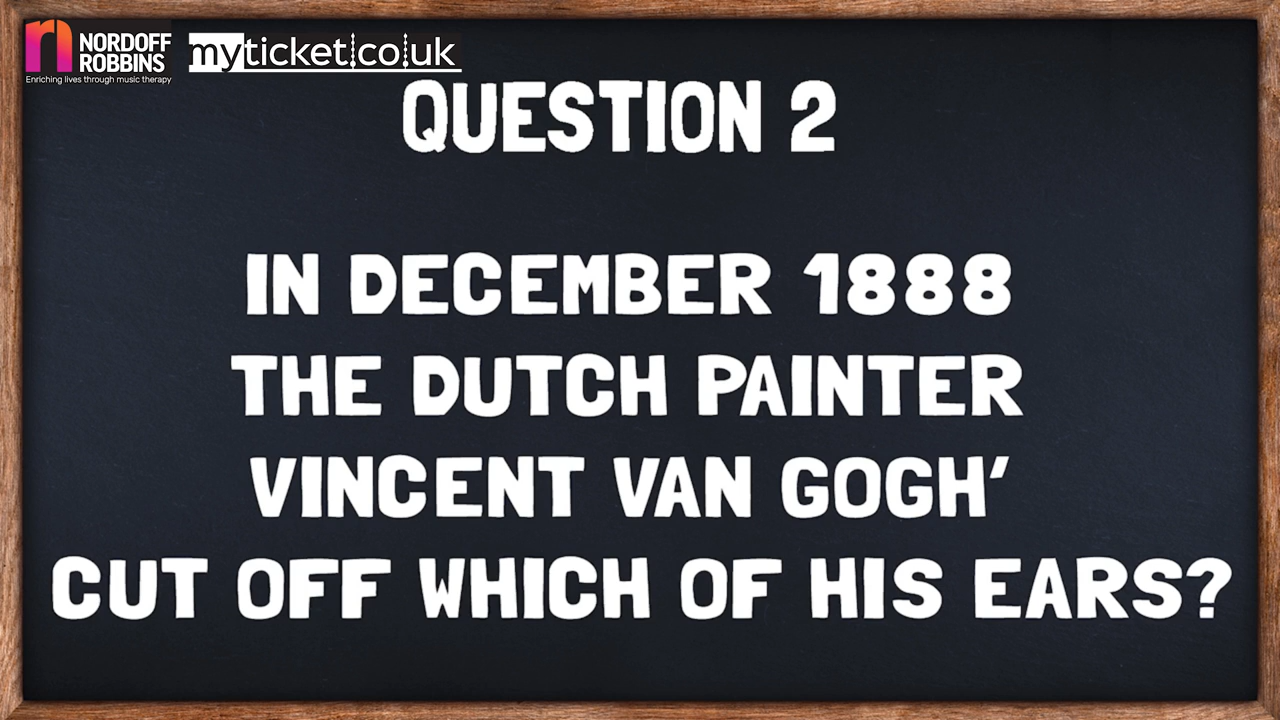 NORDOFF
ROBBINS
Enriching lives through music therapy
myticket.co.uk
QUESTION 2
IN DECEMBER 1888
THE DUTCH PAINTER
VINCENT VAN GOGH’
CUT OFF WHICH OF HIS EARS?